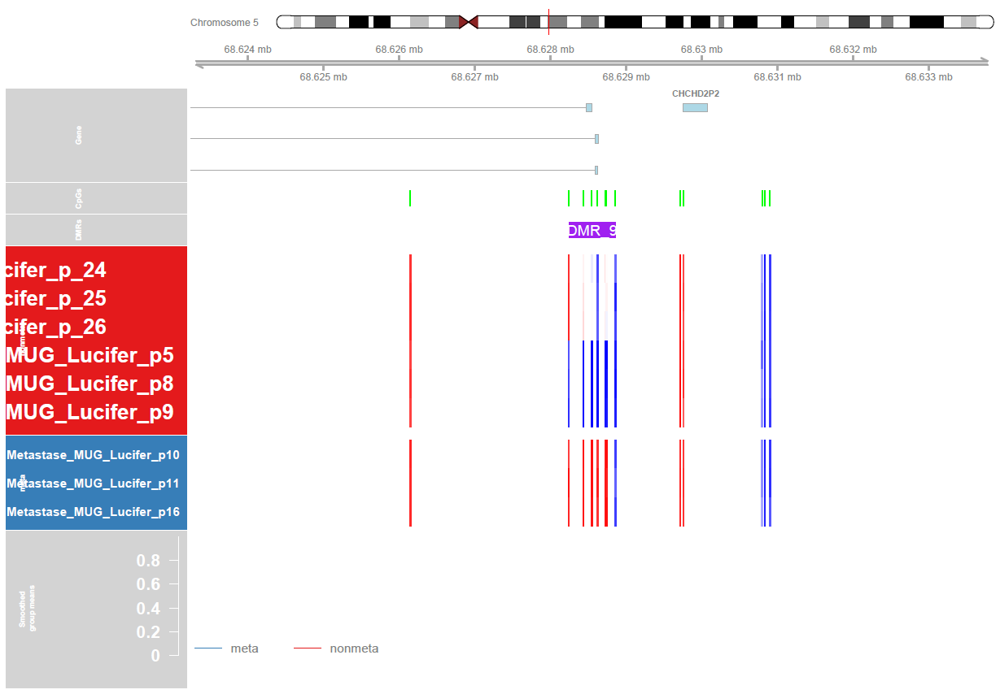 Chromosome 5
68.624 mb 68.626 mb 68.628 mb 68.63 mb 68.632 mb
68.625 mb 68.627 mb 68.629 mb 68.631 mb 68.633 mb
CHCHD2P2
Gene
CpGs
DMRs
DMR_9
cifer_p_24
cifer_p_25
cifer_p_26
MUG_Lucifer_p5
MUG_Lucifer_p8
MUG_Lucifer_p9
Metastase_MUG_Lucifer_p10
Metastase_MUG_Lucifer_p11
Metastase_MUG_Lucifer_p16
0.8
0.6
0.4
0.2
0
Smoothed
group means
meta nonmeta